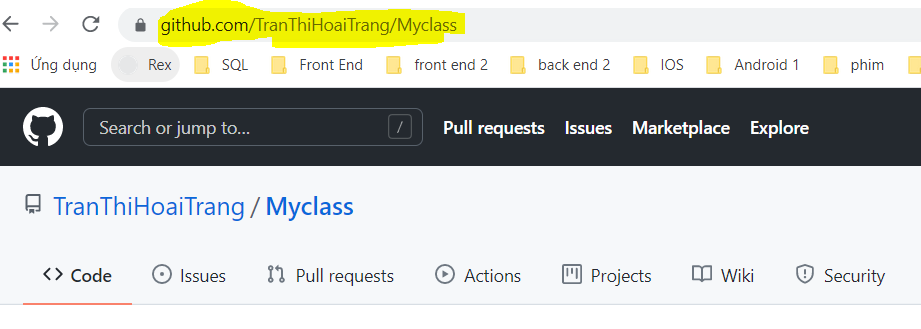 github.com/TranThiHoaiTrang/Myclass
Ứng dụng Rex SQL Front End front end 2 back end 2 IOS Android 1 phim
Search or jump to... / Pull requests Issues Marketplace Explore
TranThiHoaiTrang / Myclass
Code Issues Pull requests Actions Projects Wiki Security